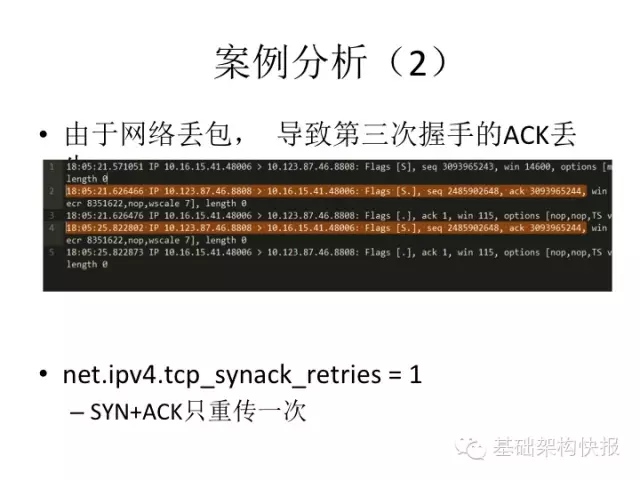 案例分析（2）
• 由于网络丢包， 导致第三次握手的ACK丢
1 18:05:21.571051 IP 10.16.15.41.48006 > 10.123.87.46.8808: Flags [S], seq 3093965243, win 14600, options [m
length 0
2 18:05:21.626466 IP 10.123.87.46.8808 > 10.16.15.41.48006: Flags [S.], seq 2485902648, ack 3093965244, win
ecr 8351622,nop,wscale 7], length 0
3 18:05:21.626476 IP 10.16.15.41.48006 > 10.123.87.46.8808: Flags [.], ack 1, win 115, options [nop,nop,TS v
length 0
4 18:05:25.822802 IP 10.123.87.46.8808 > 10.16.15.41.48006: Flags [S.], seq 2485902648, ack 3093965244, win
ecr 8351622,nop,wscale 7], length 0
5 18:05:25.822873 IP 10.16.15.41.48006 > 10.123.87.46.8808: Flags [.], ack 1, win 115, options [nop,nop,TS v
length 0
• net.ipv4.tcp_synack_retries = 1
– SYN+ACK只重传一次
基础架构快报